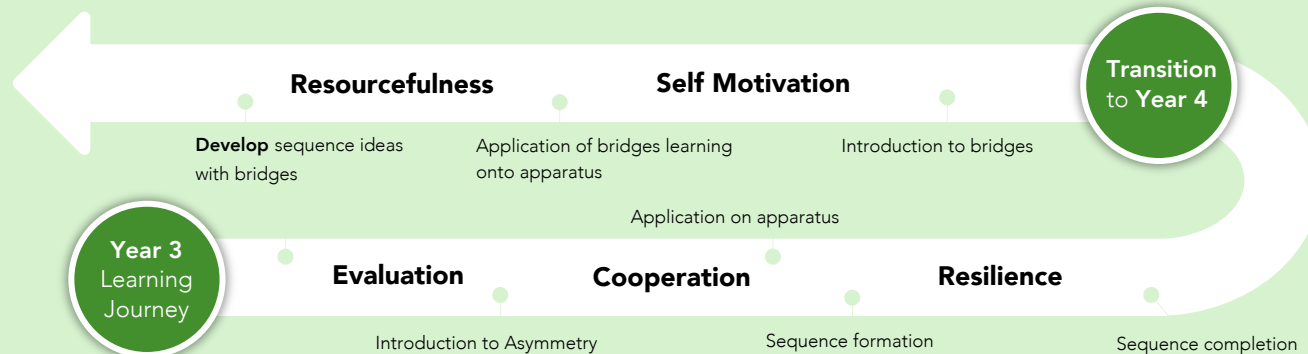 Resourcefulness
Self Motivation
Transition
to Year 4
Develop sequence ideas
with bridges
Application of bridges learning
onto apparatus
Introduction to bridges
Application on apparatus
Year 3
Learning
Journey
Evaluation
Cooperation
Resilience
Introduction to Asymmetry
Sequence formation
Sequence completion